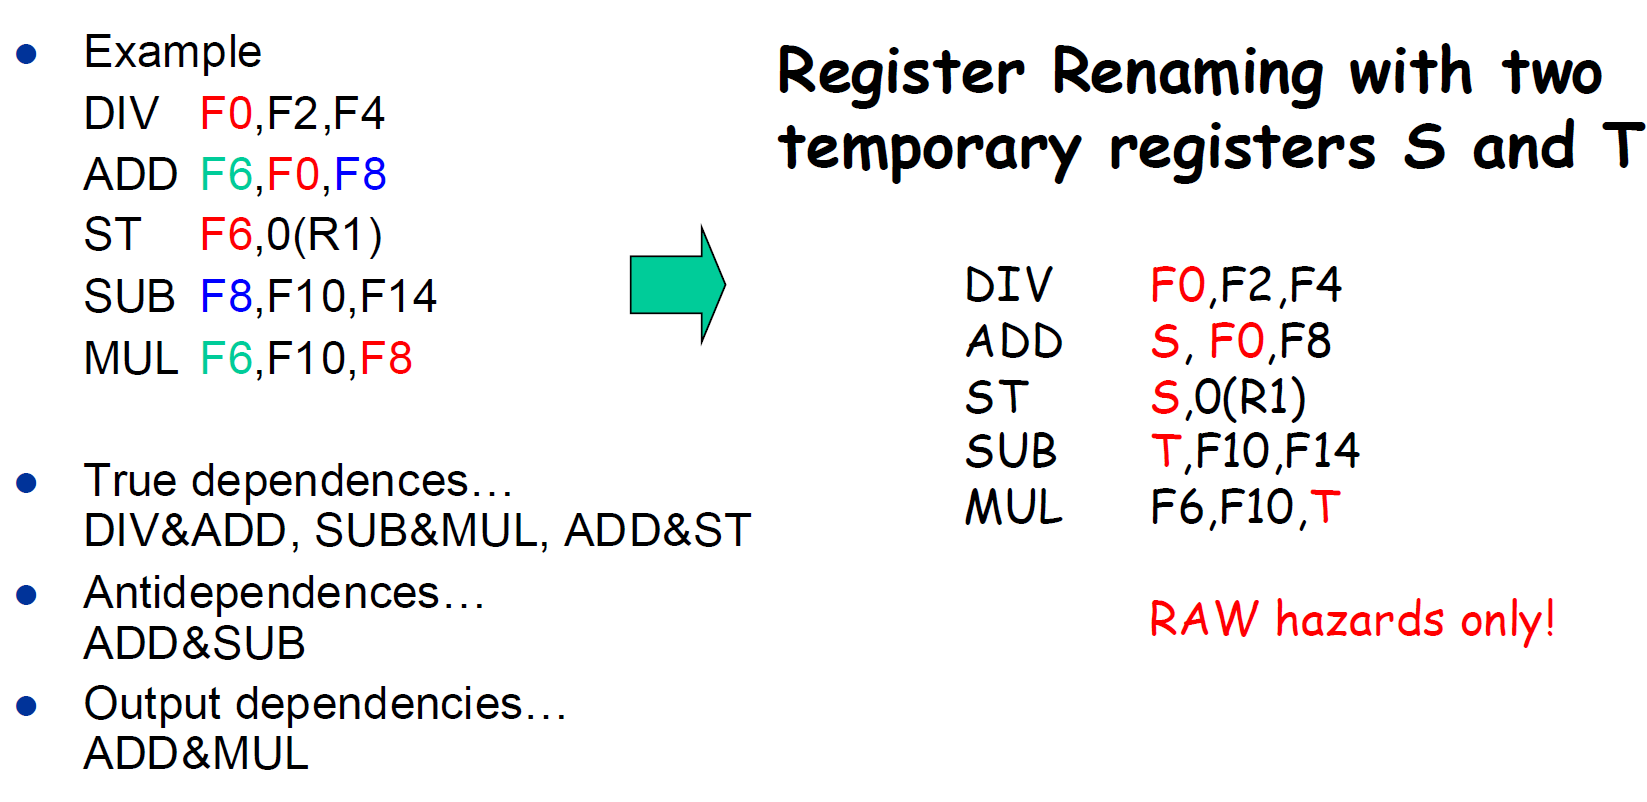 Example
DIV F0,F2,F4
ADD F6,F0,F8
ST F6,0(R1)
SUB F8,F10,F14
MUL F6,F10,F8
True dependences…
DIV&ADD, SUB&MUL, ADD&ST
Antidependences…
ADD&SUB
Output dependencies…
ADD&MUL
Register Renaming with two
temporary registers S and T
DIV F0,F2,F4
ADD S, F0,F8
ST S,0(R1)
SUB T,F10,F14
MUL F6,F10,T
RAW hazards only!